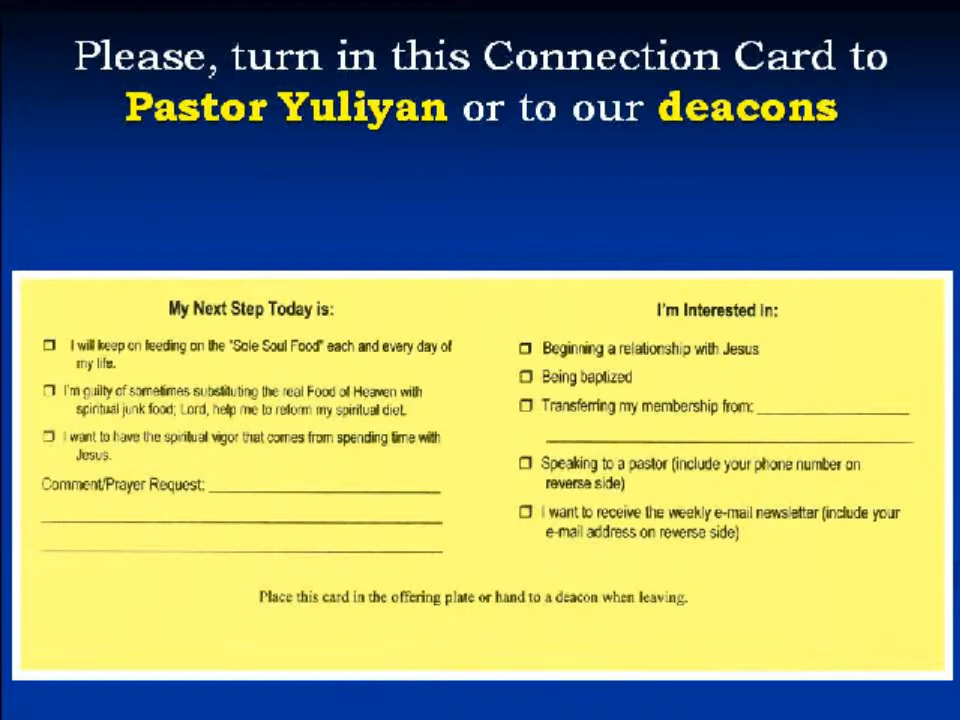 Please, turn in this Connection Card to
Pastor Yuliyan or to our deacons
My Next Step Today is:
I will keep on feeding on the "Sole Soul Food" each and every day of
my life.
I'm guilty of sometimes substituting the real Food of Heaven with
spiritual junk food; Lord, help me to reform my spiritual diet.
I want to have the spiritual vigor that comes from spending time with
Jesus.
Comment/Prayer Request:
I'm Interested In:
Beginning a relationship with Jesus
Being baptized
Transferring my membership from:
Speaking to a pastor (include your phone number on
reverse side)
I want to receive the weekly e-mail newsletter (include your
e-mail address on reverse side)
Place this card in the offering plate or hand to a deacon when leaving.